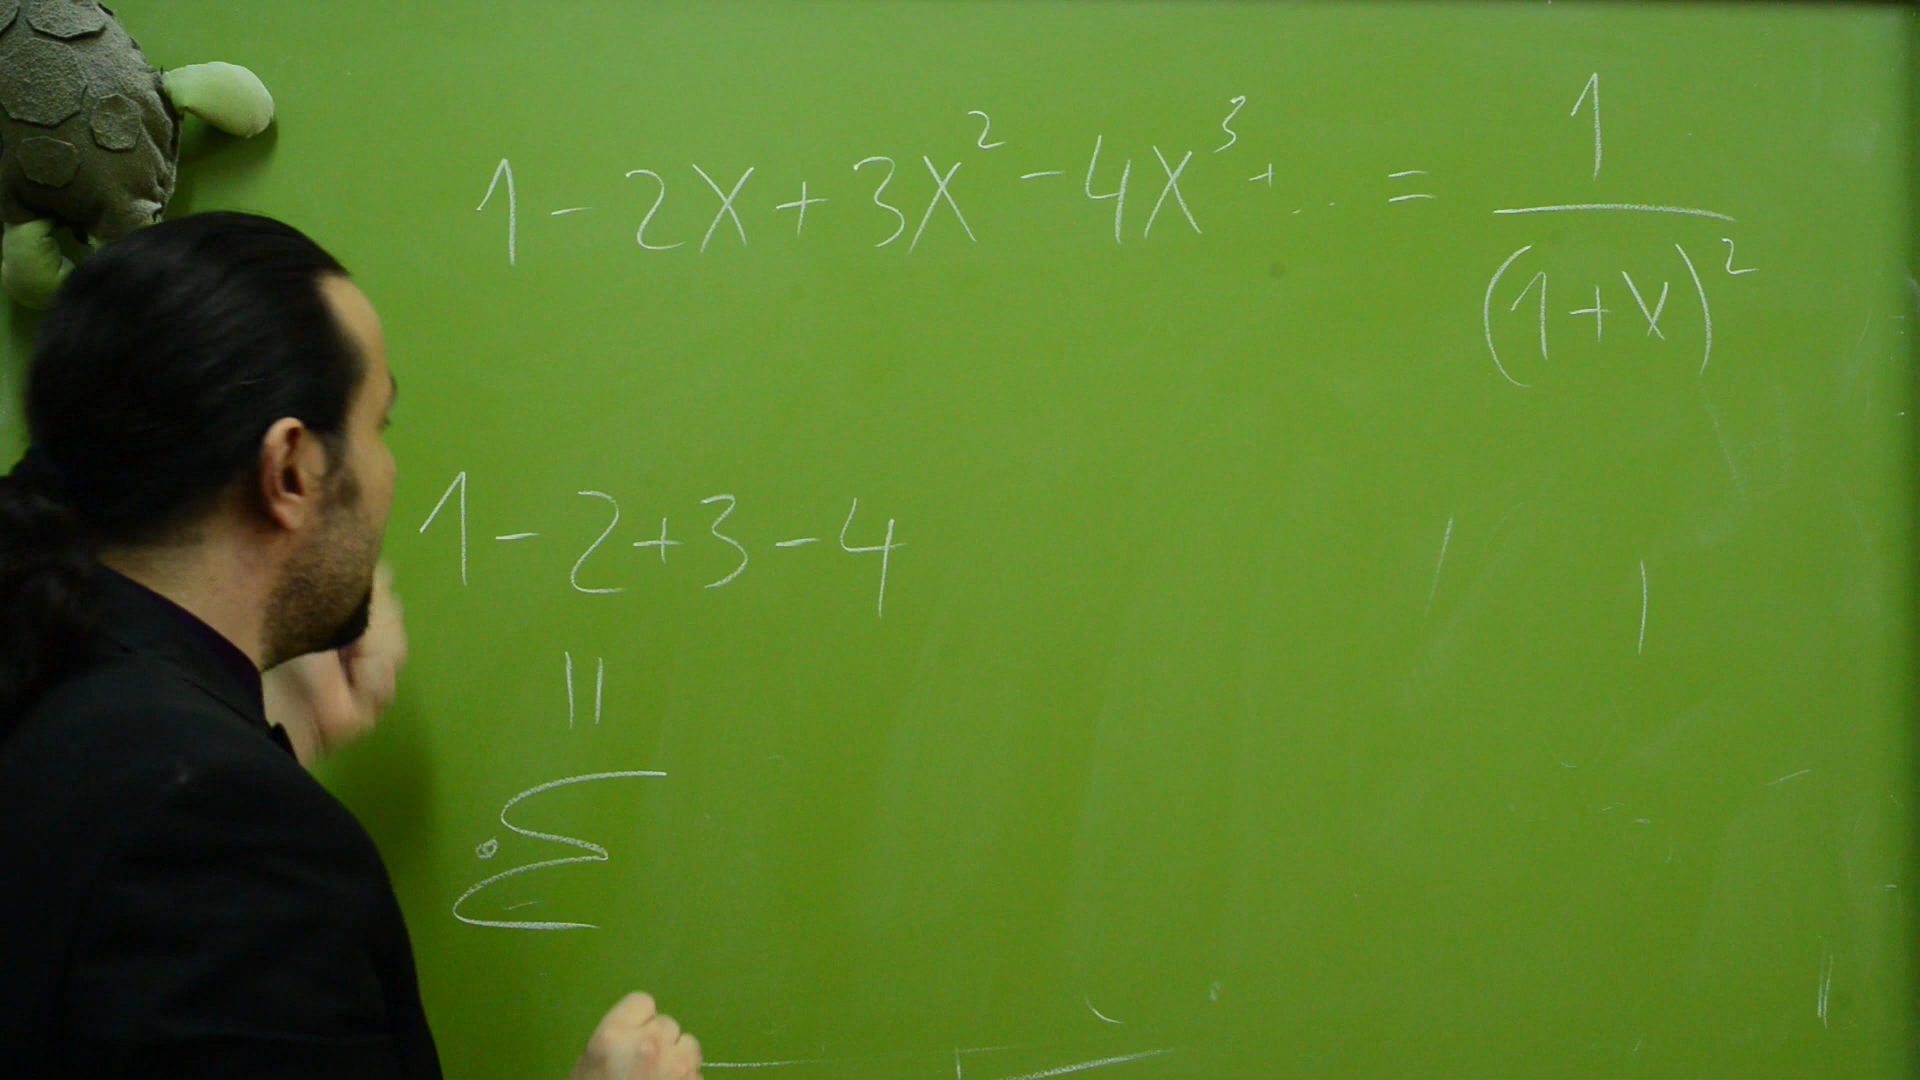 1 - 2x + 3x² - 4x³ + ... = 1/(1+x)²
1 - 2 + 3 - 4
=
Σ